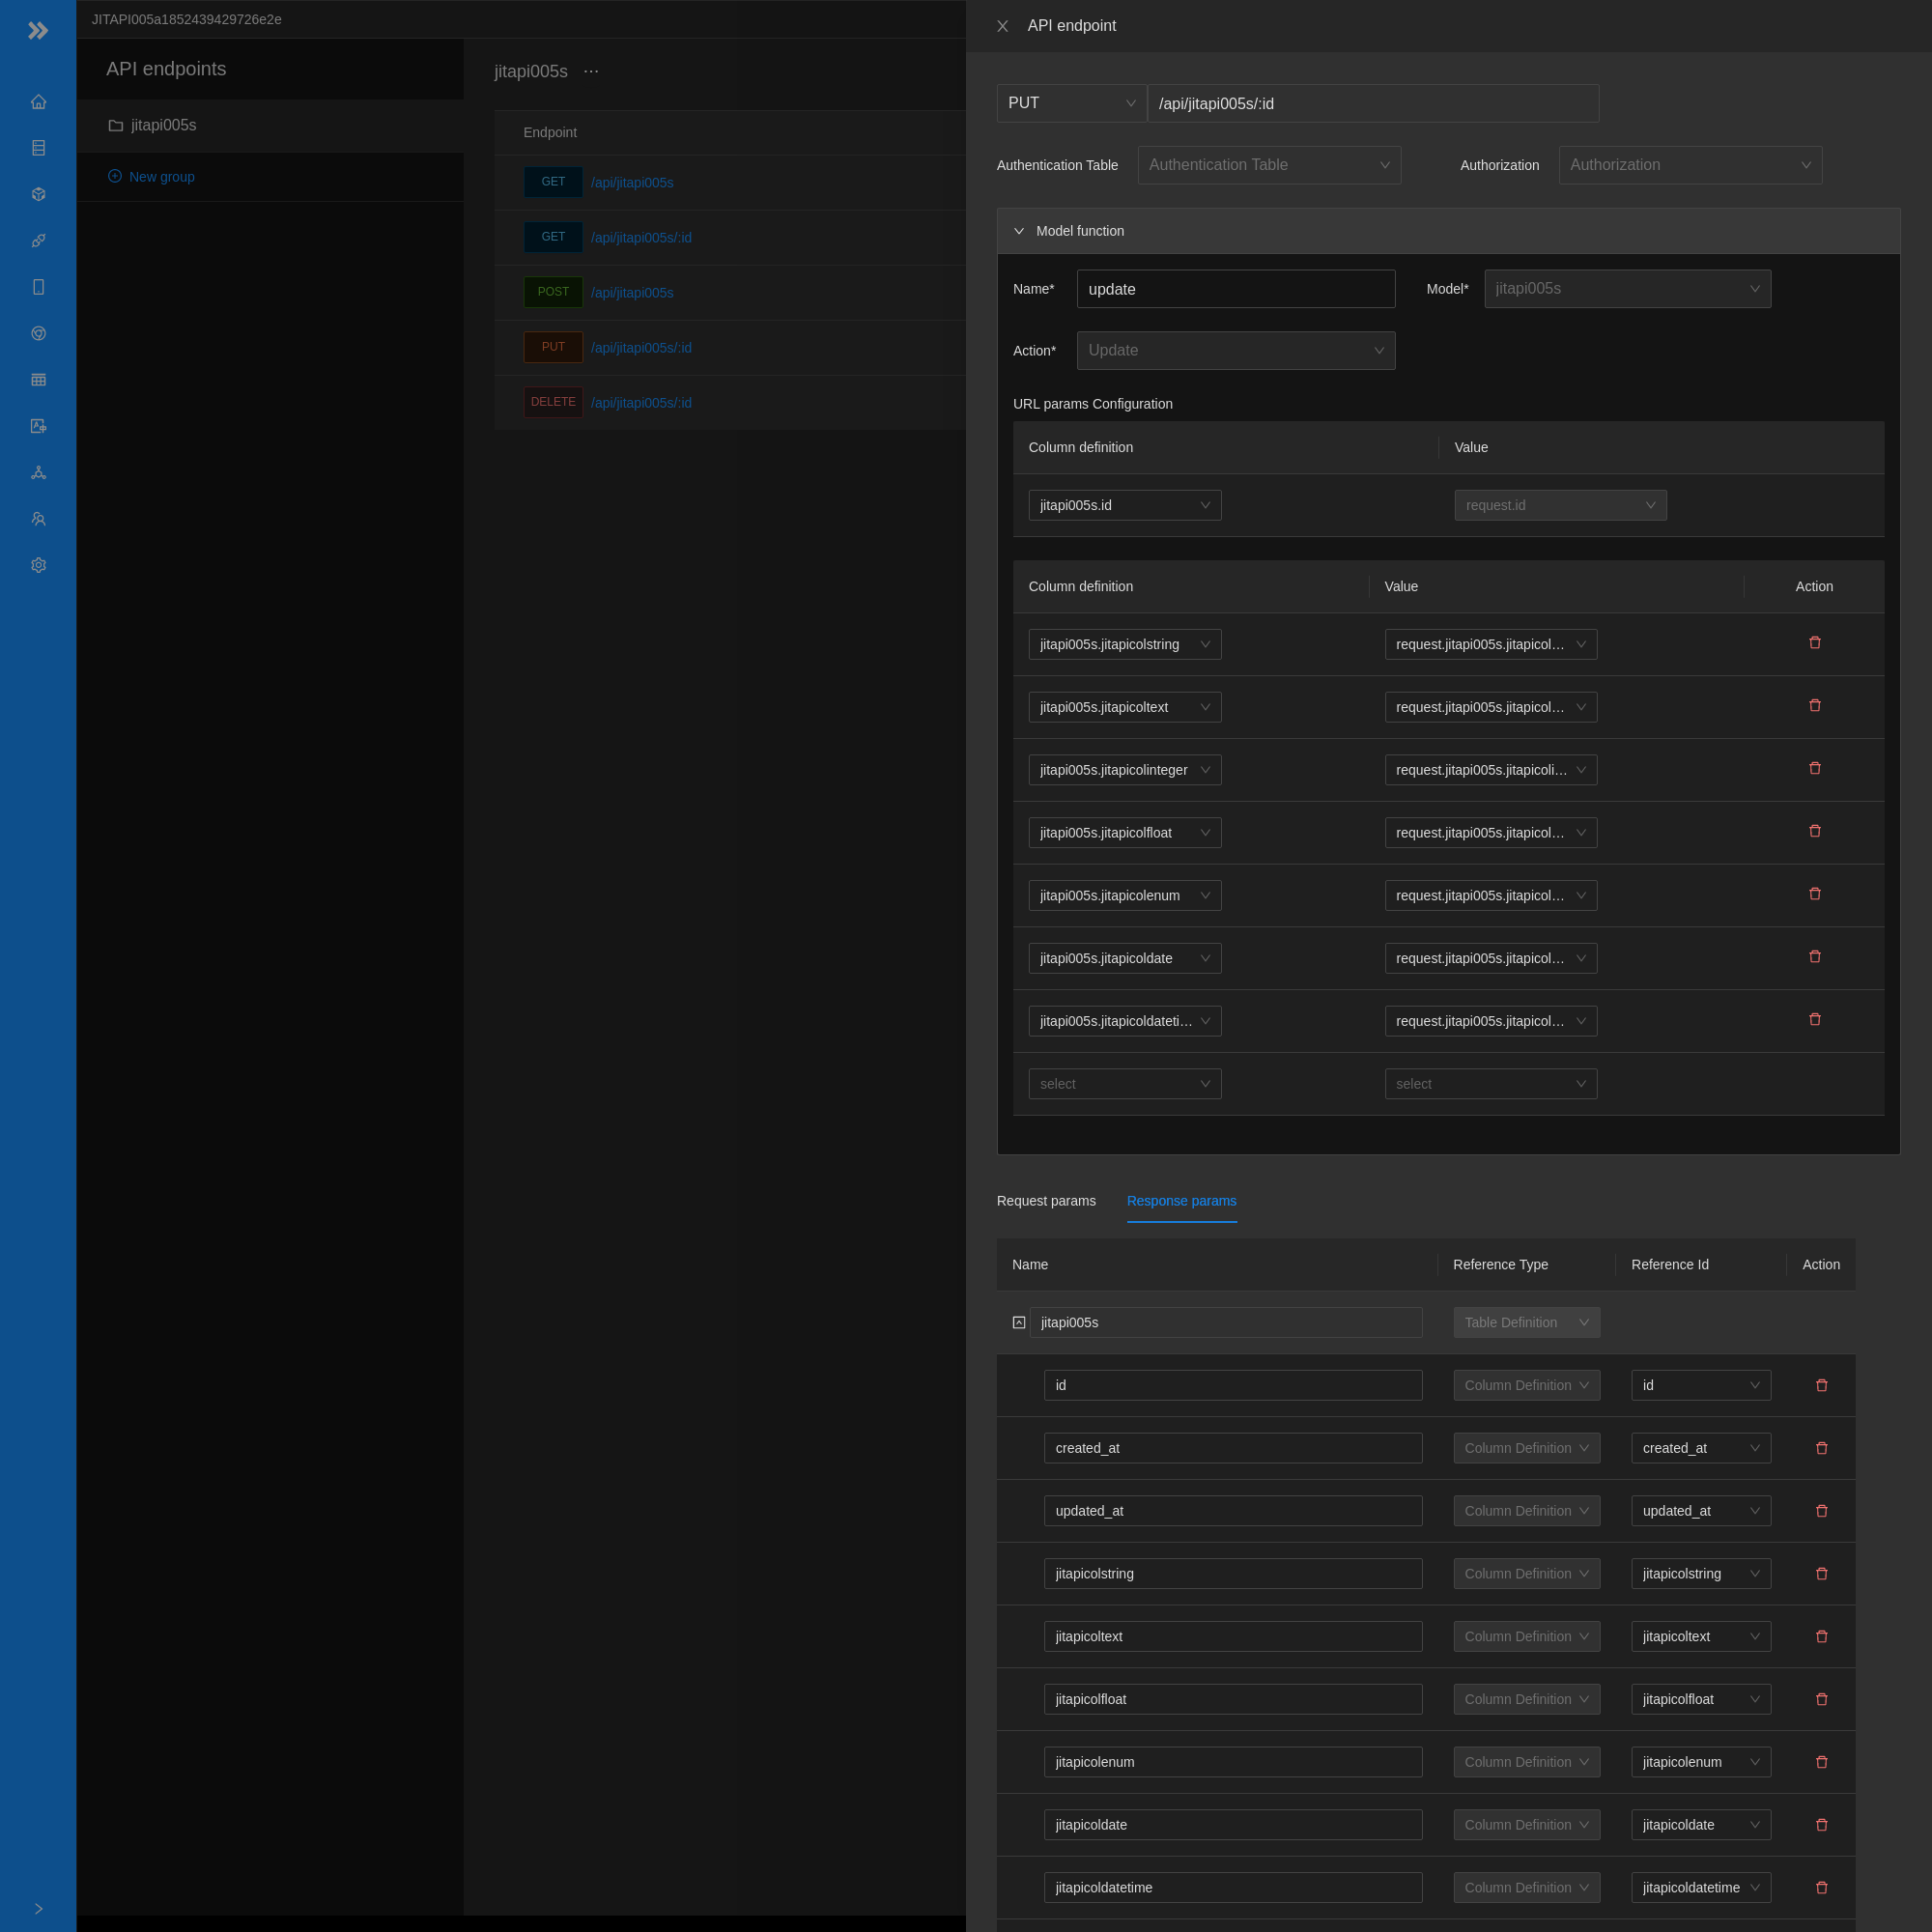 JITAPI005a1852439429726e2e
API endpoints
jitapi005s
New group
jitapi005s ···
Endpoint
GET /api/jitapi005s
GET /api/jitapi005s/:id
POST /api/jitapi005s
PUT /api/jitapi005s/:id
DELETE /api/jitapi005s/:id
API endpoint
PUT /api/jitapi005s/:id
Authentication Table Authentication Table Authorization Authorization
Model function
Name* update Model* jitapi005s
Action* Update
URL params Configuration
Column definition Value
jitapi005s.id request.id
Column definition Value Action
jitapi005s.jitapicolstring request.jitapi005s.jitapicol…
jitapi005s.jitapicoltext request.jitapi005s.jitapicol…
jitapi005s.jitapicolinteger request.jitapi005s.jitapicoli…
jitapi005s.jitapicolfloat request.jitapi005s.jitapicol…
jitapi005s.jitapicolenum request.jitapi005s.jitapicol…
jitapi005s.jitapicoldate request.jitapi005s.jitapicol…
jitapi005s.jitapicoldateti… request.jitapi005s.jitapicol…
select select
Request params Response params
Name Reference Type Reference Id Action
jitapi005s Table Definition
id Column Definition id
created_at Column Definition created_at
updated_at Column Definition updated_at
jitapicolstring Column Definition jitapicolstring
jitapicoltext Column Definition jitapicoltext
jitapicolfloat Column Definition jitapicolfloat
jitapicolenum Column Definition jitapicolenum
jitapicoldate Column Definition jitapicoldate
jitapicoldatetime Column Definition jitapicoldatetime